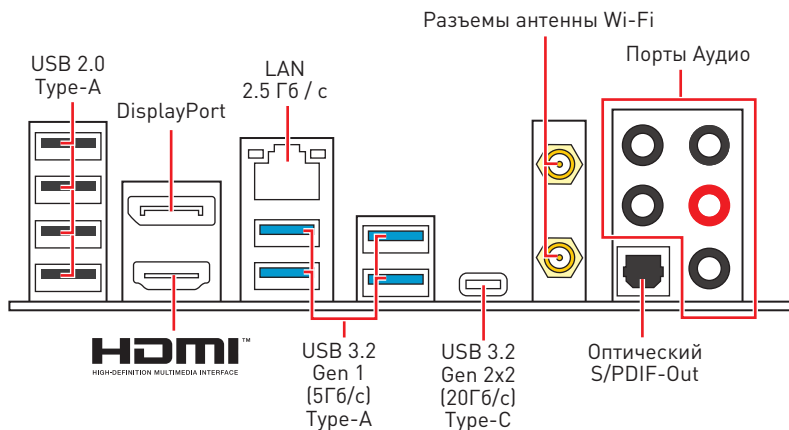 Разъемы антенны Wi-Fi
USB 2.0
Type-A
LAN
2.5 Гб / с
Порты Аудио
DisplayPort
HDMI™
HIGH-DEFINITION MULTIMEDIA INTERFACE
USB 3.2
Gen 1
(5Гб/с)
Type-A
USB 3.2
Gen 2x2
(20Гб/с)
Type-C
Оптический
S/PDIF-Out